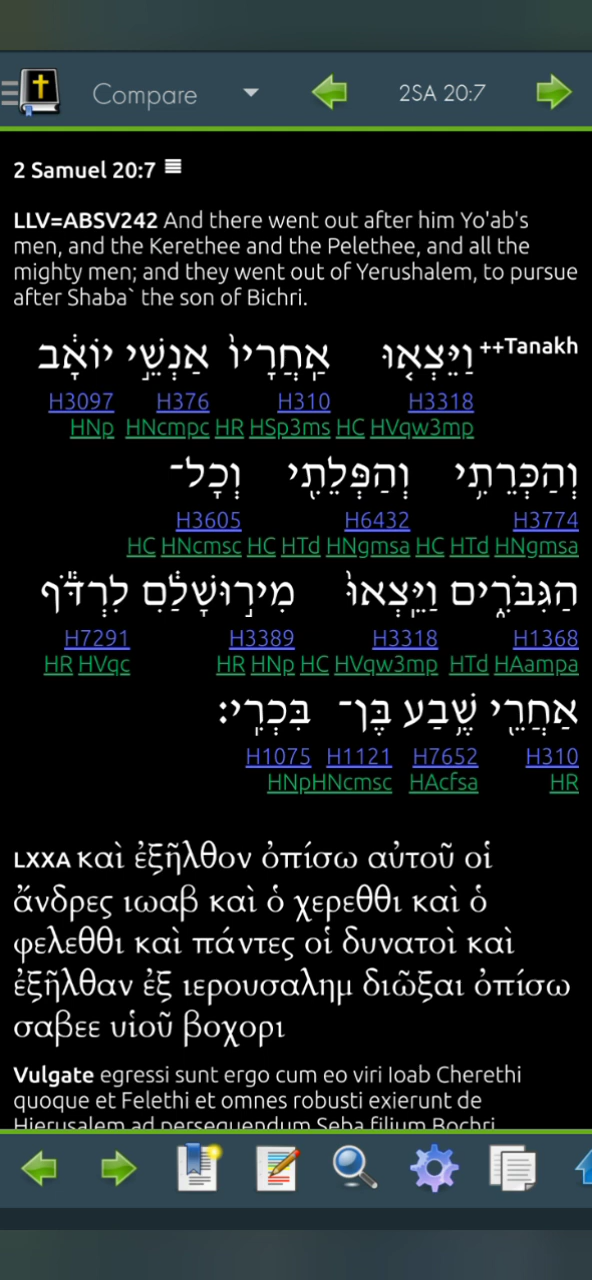 Compare
2SA 20:7
2 Samuel 20:7
LLV=ABSV242 And there went out after him Yo'ab's
men, and the Kerethee and the Pelethee, and all the
mighty men; and they went out of Yerushalem, to pursue
after Shaba` the son of Bichri.
++Tanakh וַיֵּצְא֤וּ אַֽחֲרָיו֙ אַנְשֵׁ֣י יוֹאָ֔ב
H3097 H376 H310 H3318
HNp HNcmpc HR HSp3ms HC HVqw3mp
וְהַכְּרֵתִ֥י וְהַפְּלֵתִ֖י וְכָל־
H3605 H6432 H3774
HC HNcmsc HC HTd HNgmsa HC HTd HNgmsa
הַגִּבֹּרִ֑ים וַיֵּֽצְאוּ֙ מִיר֣וּשָׁלִַ֔ם לִרְדֹּ֕ף
H7291 H3389 H3318 H1368
HR HVqc HR HNp HC HVqw3mp HTd HAampa
אַחֲרֵ֖י שֶׁ֥בַע בֶּן־ בִּכְרִֽי׃
H1075 H1121 H7652 H310
HNpHNcmsc HAcfsa HR
LXXA καὶ ἐξῆλθον ὀπίσω αὐτοῦ οἱ
ἄνδρες ιωαβ καὶ ὁ χερεθθι καὶ ὁ
φελεθθι καὶ πάντες οἱ δυνατοὶ καὶ
ἐξῆλθαν ἐξ ιερουσαλημ διῶξαι ὀπίσω
σαβεε υἱοῦ βοχορι
Vulgate egressi sunt ergo cum eo viri Ioab Cherethi
quoque et Felethi et omnes robusti exierunt de
Hierusalem ad persequendum Seba filium Bochri